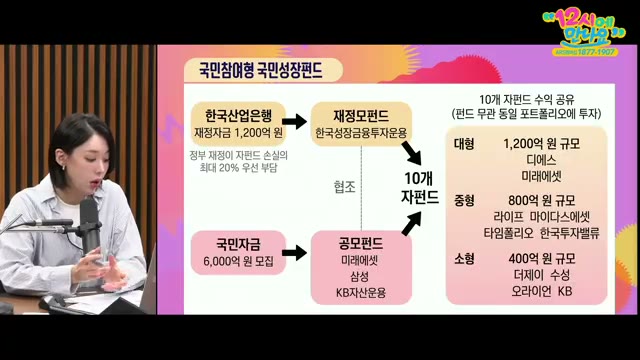 "12시에
만나요"
1877-1907
국민참여형 국민성장펀드
한국산업은행
재정자금 1,200억 원
정부 재정이 자펀드 손실의
최대 20% 우선 부담
재정모펀드
한국성장금융투자운용
협조
10개
자펀드
국민자금
6,000억 원 모집
공모펀드
미래에셋
삼성
KB자산운용
10개 자펀드 수익 공유
(펀드 무관 동일 포트폴리오에 투자)
대형 1,200억 원 규모
디에스
미래에셋
중형 800억 원 규모
라이프 마이다스에셋
타임폴리오 한국투자밸류
소형 400억 원 규모
더제이 수성
오라이언 KB